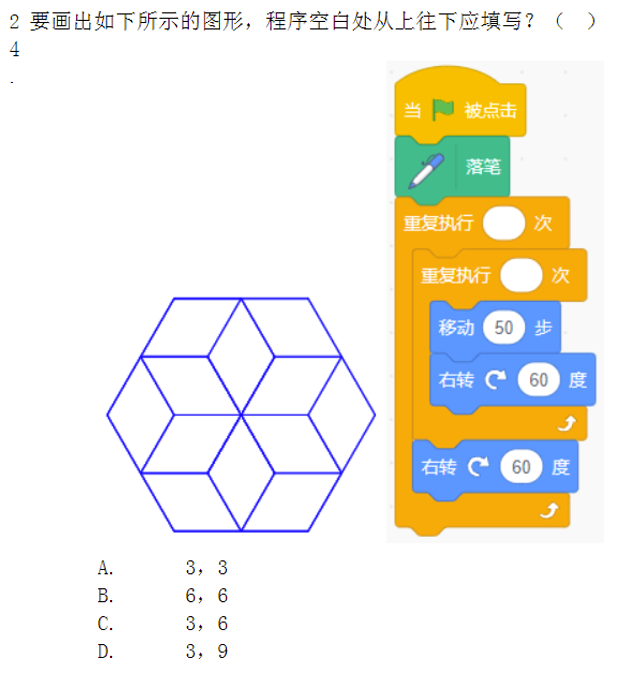 2 要画出如下所示的图形，程序空白处从上往下应填写？（ ）
4
.
当 被点击
落笔
重复执行 次
重复执行 次
移动 50 步
右转 60 度
右转 60 度
A. 3，3
B. 6，6
C. 3，6
D. 3，9